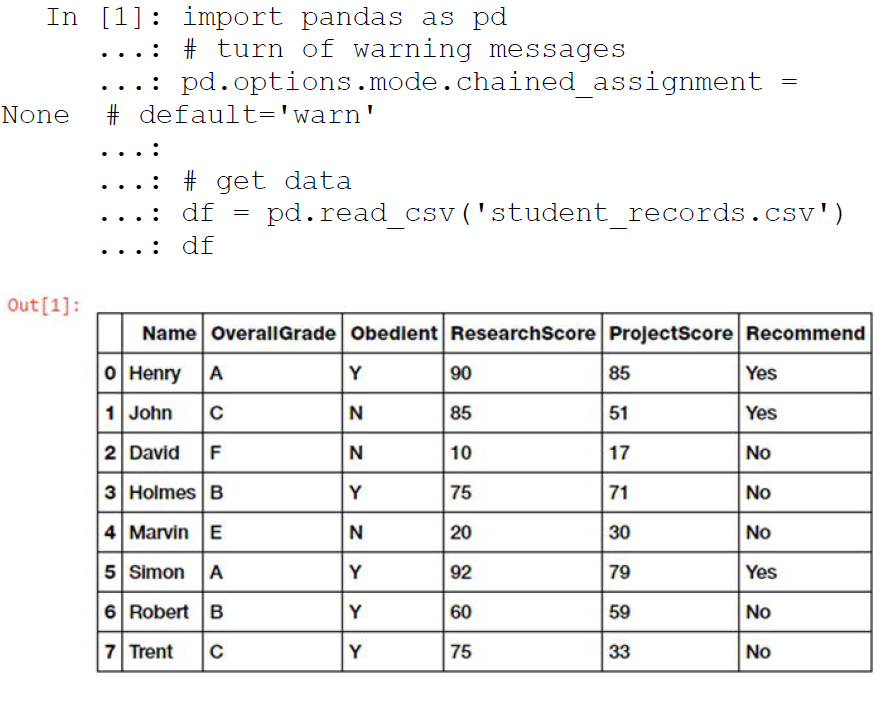 In [1]: import pandas as pd
...: # turn of warning messages
...: pd.options.mode.chained_assignment =
None  # default='warn'
...:
...: # get data
...: df = pd.read_csv('student_records.csv')
...: df
Out[1]:
Name OverallGrade Obedient ResearchScore ProjectScore Recommend
0 Henry A Y 90 85 Yes
1 John C N 85 51 Yes
2 David F N 10 17 No
3 Holmes B Y 75 71 No
4 Marvin E N 20 30 No
5 Simon A Y 92 79 Yes
6 Robert B Y 60 59 No
7 Trent C Y 75 33 No